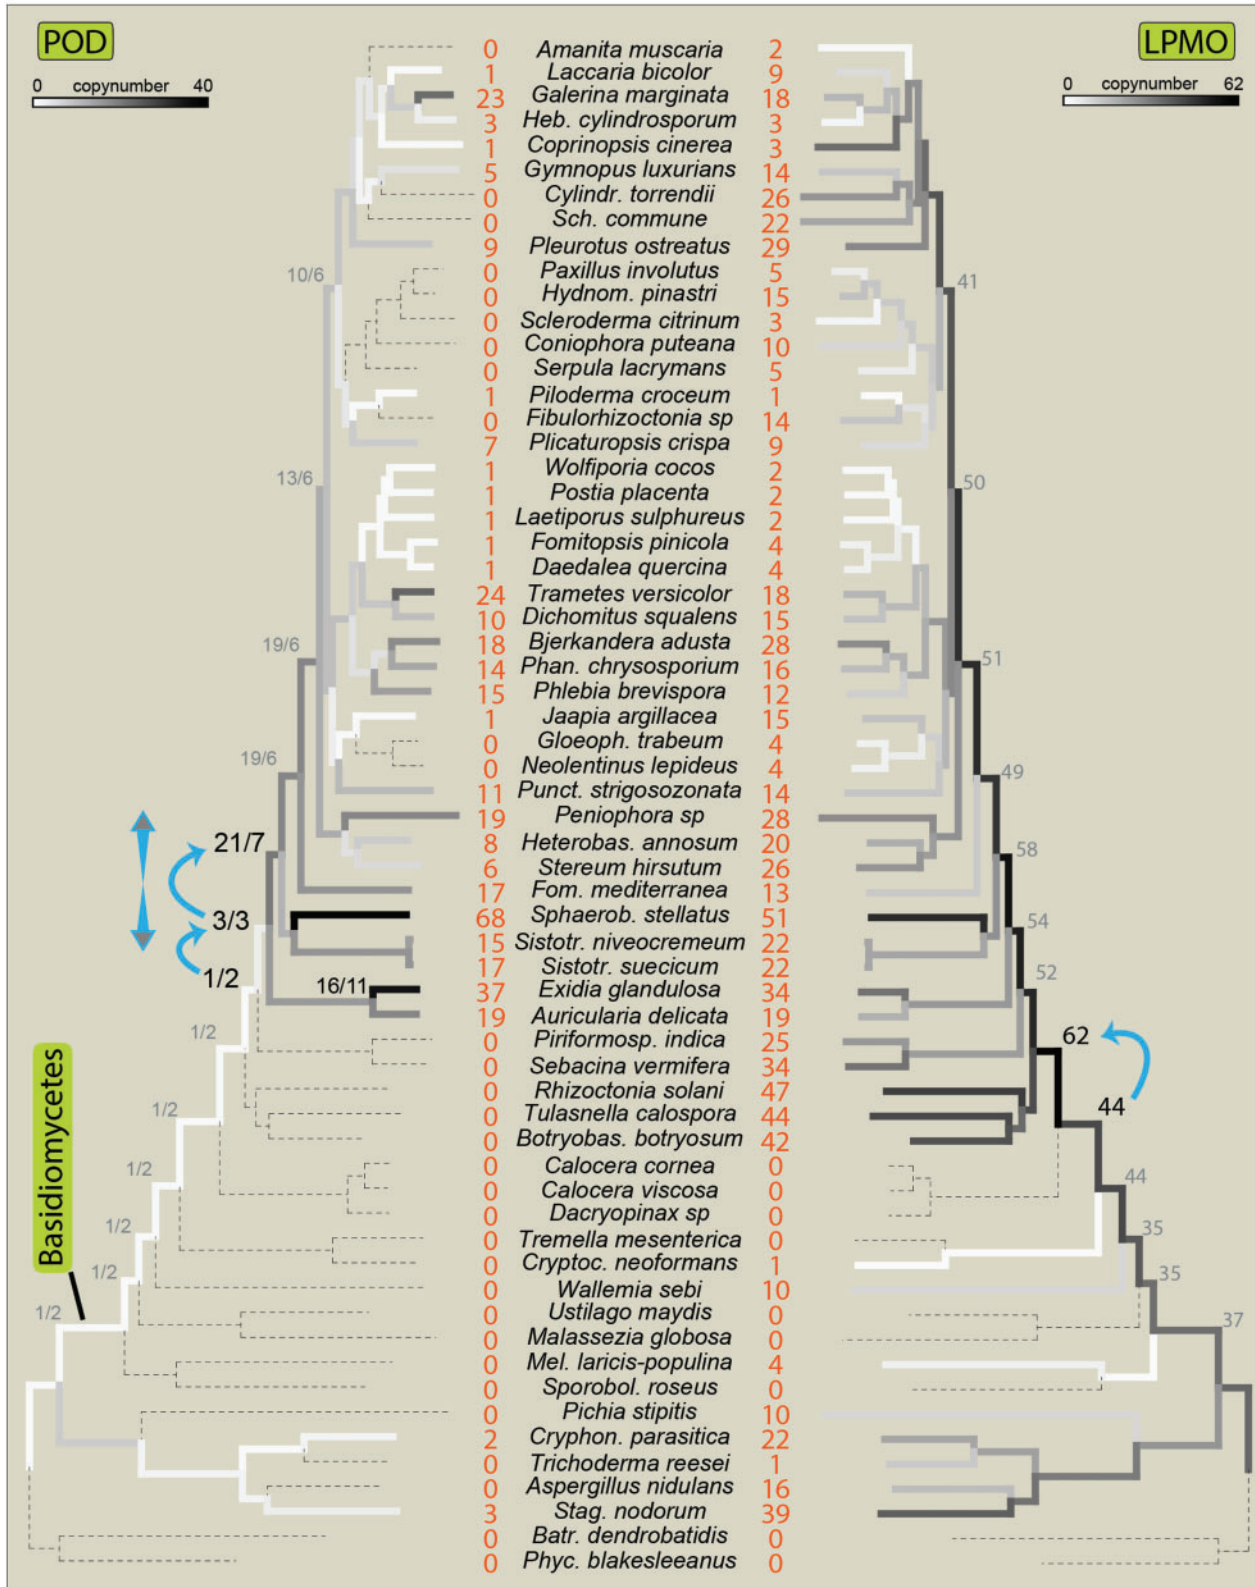 POD
LPMO
0 copynumber 40
0 copynumber 62
0 Amanita muscaria 2
1 Laccaria bicolor 9
23 Galerina marginata 18
3 Heb. cylindrosporum 3
1 Coprinopsis cinerea 3
5 Gymnopus luxurians 14
0 Cylindr. torrendii 26
0 Sch. commune 22
9 Pleurotus ostreatus 29
0 Paxillus involutus 5
10/6
41
0 Hydnom. pinastri 15
0 Scleroderma citrinum 3
0 Coniophora puteana 10
0 Serpula lacrymans 5
1 Piloderma croceum 1
0 Fibulorhizoctonia sp 14
7 Plicaturopsis crispa 9
1 Wolfiporia cocos 2
13/6
50
1 Postia placenta 2
1 Laetiporus sulphureus 2
1 Fomitopsis pinicola 4
1 Daedalea quercina 4
24 Trametes versicolor 18
10 Dichomitus squalens 15
18 Bjerkandera adusta 28
19/6
51
14 Phan. chrysosporium 16
15 Phlebia brevispora 12
1 Jaapia argillacea 15
0 Gloeoph. trabeum 4
19/6
49
0 Neolentinus lepideus 4
11 Punct. strigosozonata 14
19 Peniophora sp 28
21/7
58
8 Heterobas. annosum 20
6 Stereum hirsutum 26
17 Fom. mediterranea 13
3/3
54
68 Sphaerob. stellatus 51
15 Sistotr. niveocremeum 22
1/2
52
17 Sistotr. suecicum 22
16/11
37 Exidia glandulosa 34
19 Auricularia delicata 19
1/2
62
0 Piriformosp. indica 25
0 Sebacina vermifera 34
0 Rhizoctonia solani 47
1/2
44
0 Tulasnella calospora 44
0 Botryobas. botryosum 42
0 Calocera cornea 0
1/2
44
0 Calocera viscosa 0
0 Dacryopinax sp 0
1/2
35
0 Tremella mesenterica 0
0 Cryptoc. neoformans 1
1/2
35
0 Wallemia sebi 10
Basidiomycetes
0 Ustilago maydis 0
1/2
37
0 Malassezia globosa 0
0 Mel. laricis-populina 4
0 Sporobol. roseus 0
0 Pichia stipitis 10
2 Cryphon. parasitica 22
0 Trichoderma reesei 1
0 Aspergillus nidulans 16
3 Stag. nodorum 39
0 Batr. dendrobatidis 0
0 Phyc. blakesleeanus 0